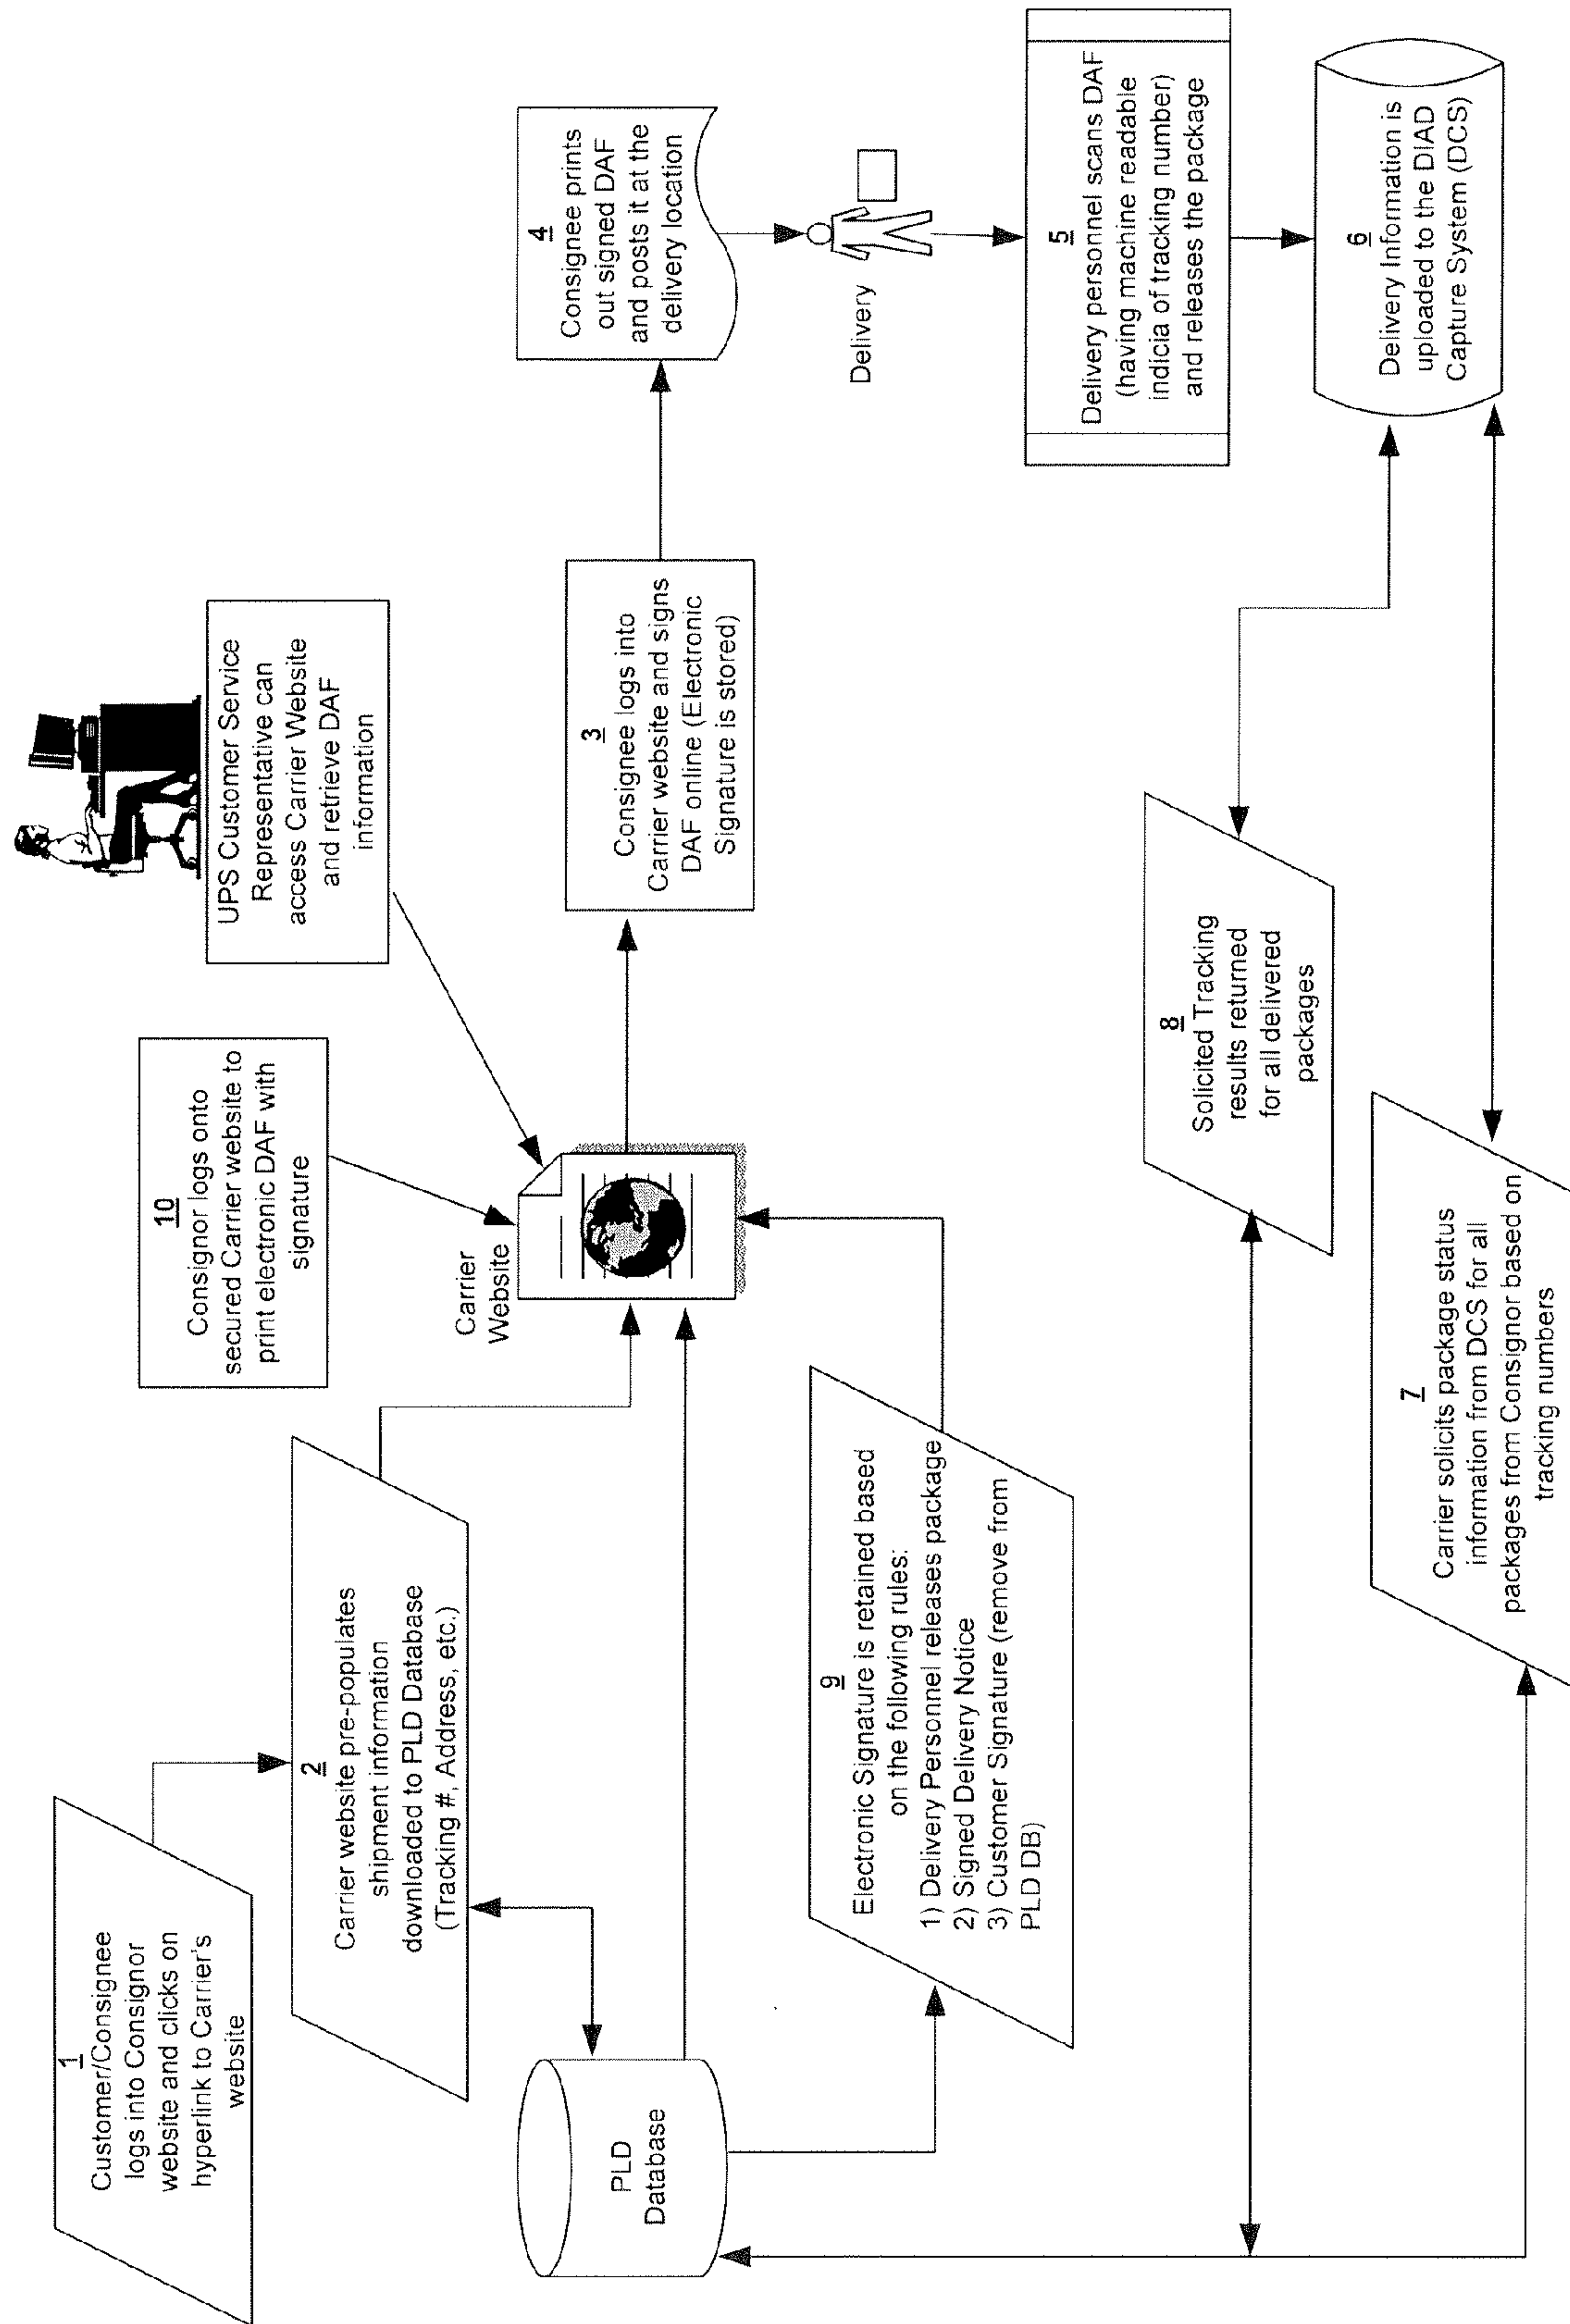 1
Customer/Consignee
logs into Consignor
website and clicks on
hyperlink to Carrier's
website
2
Carrier website pre-populates
shipment information
downloaded to PLD Database
(Tracking #, Address, etc.)
PLD
Database
10
Consignor logs onto
secured Carrier website to
print electronic DAF with
signature
UPS Customer Service
Representative can
access Carrier Website
and retrieve DAF
information
Carrier
Website
3
Consignee logs into
Carrier website and signs
DAF online (Electronic
Signature is stored)
4
Consignee prints
out signed DAF
and posts it at the
delivery location
Delivery
5
Delivery personnel scans DAF
(having machine readable
indicia of tracking number)
and releases the package
6
Delivery Information is
uploaded to the DIAD
Capture System (DCS)
9
Electronic Signature is retained based
on the following rules:
1) Delivery Personnel releases package
2) Signed Delivery Notice
3) Customer Signature (remove from
PLD DB)
8
Solicited Tracking
results returned
for all delivered
packages
7
Carrier solicits package status
information from DCS for all
packages from Consignor based on
tracking numbers